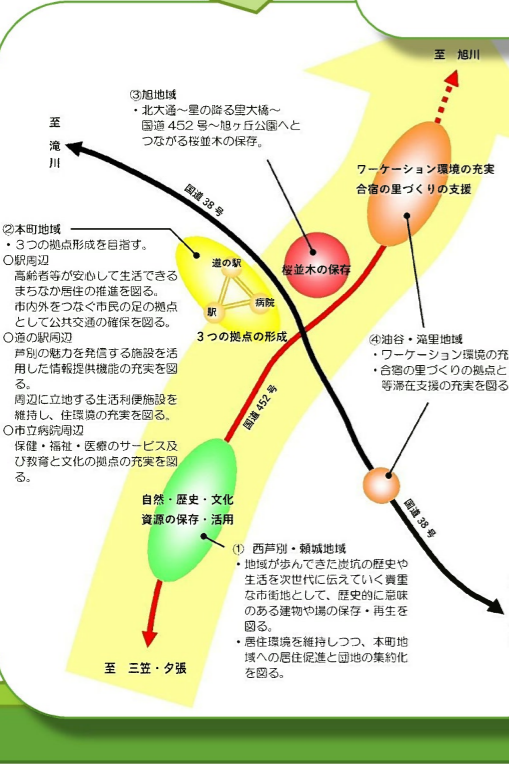 至 旭川
③旭地域
・北大通～星の降る里大橋～
国道452号～旭ヶ丘公園へと
つながる桜並木の保存。
至
滝
川
国道38号
ワーケーション環境の充実
合宿の里づくりの支援
②本町地域
・３つの拠点形成を目指す。
〇駅周辺
高齢者等が安心して生活できる
まちなか居住の推進を図る。
市内外をつなぐ市民の足の拠点
として公共交通の確保を図る。
〇道の駅周辺
芦別の魅力を発信する施設を活
用した情報提供機能の充実を図
る。
周辺に立地する生活利便施設を
維持し、住環境の充実を図る。
〇市立病院周辺
保健・福祉・医療のサービス及
び教育と文化の拠点の充実を図
る。
道の駅
駅
病院
３つの拠点の形成
桜並木の保存
④油谷・滝里地域
・ワーケーション環境の充
・合宿の里づくりの拠点と
等滞在支援の充実を図る
国道452号
自然・歴史・文化
資源の保存・活用
国道38号
① 西芦別・頼城地域
・地域が歩んできた炭坑の歴史や
生活を次世代に伝えていく貴重
な市街地として、歴史的に意味
のある建物や場の保存・再生を
図る。
・居住環境を維持しつつ、本町地
域への居住促進と団地の集約化
を図る。
至 三笠・夕張